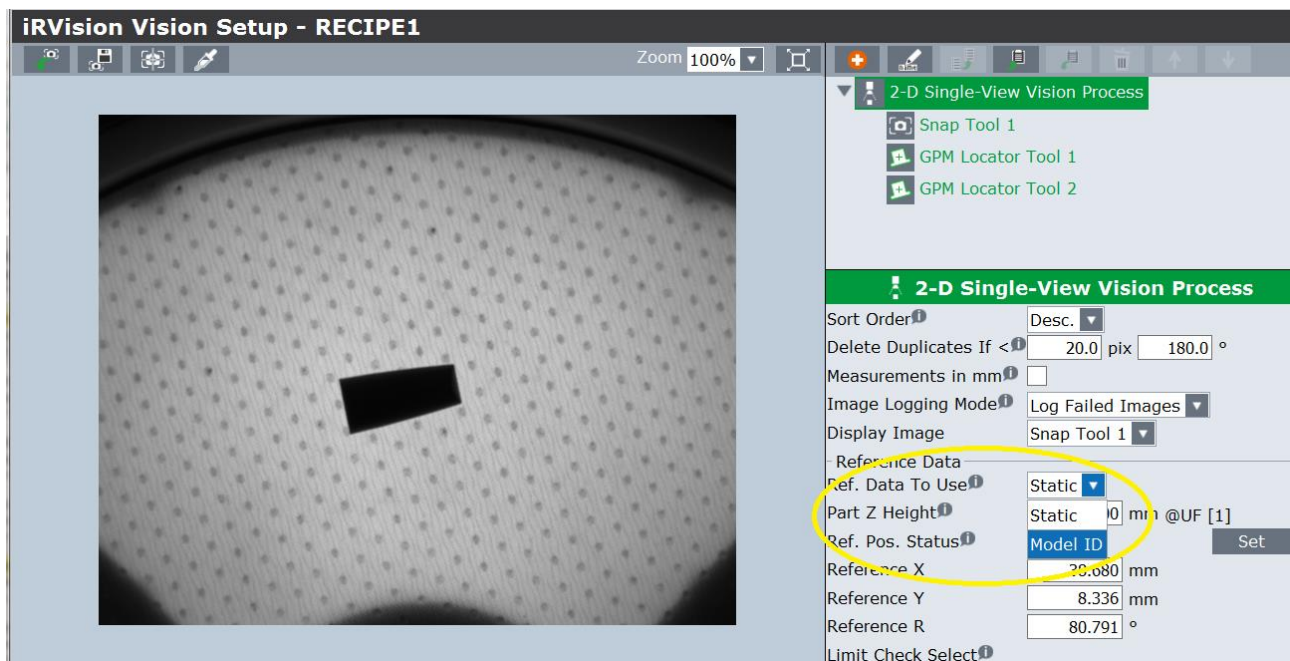 iRVision Vision Setup - RECIPE1
Zoom 100%
2-D Single-View Vision Process
Snap Tool 1
GPM Locator Tool 1
GPM Locator Tool 2
2-D Single-View Vision Process
Sort Order Desc.
Delete Duplicates If < 20.0 pix 180.0 °
Measurements in mm
Image Logging Mode Log Failed Images
Display Image Snap Tool 1
Reference Data
Ref. Data To Use Static
Part Z Height Static mm @UF [1]
Ref. Pos. Status Model ID Set
Reference X mm
Reference Y 8.336 mm
Reference R 80.791 °
Limit Check Select